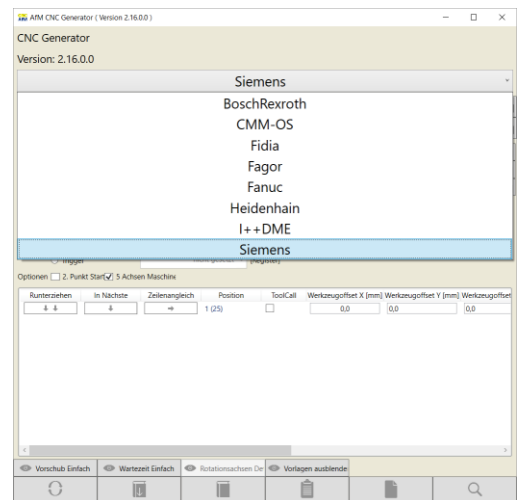 AfM CNC Generator ( Version 2.16.0.0 )
CNC Generator
Version: 2.16.0.0
Siemens
BoschRexroth
CMM-OS
Fidia
Fagor
Fanuc
Heidenhain
I++DME
Siemens
Optionen 2. Punkt Start 5 Achsen Maschine
Runterziehen In Nächste Zeilenangleich Position ToolCall Werkzeugoffset X [mm] Werkzeugoffset Y [mm] Werkzeugoffset
1 (25) 0,0 0,0 0,0
Vorschub Einfach Wartezeit Einfach Rotationsachsen De Vorlagen ausblende